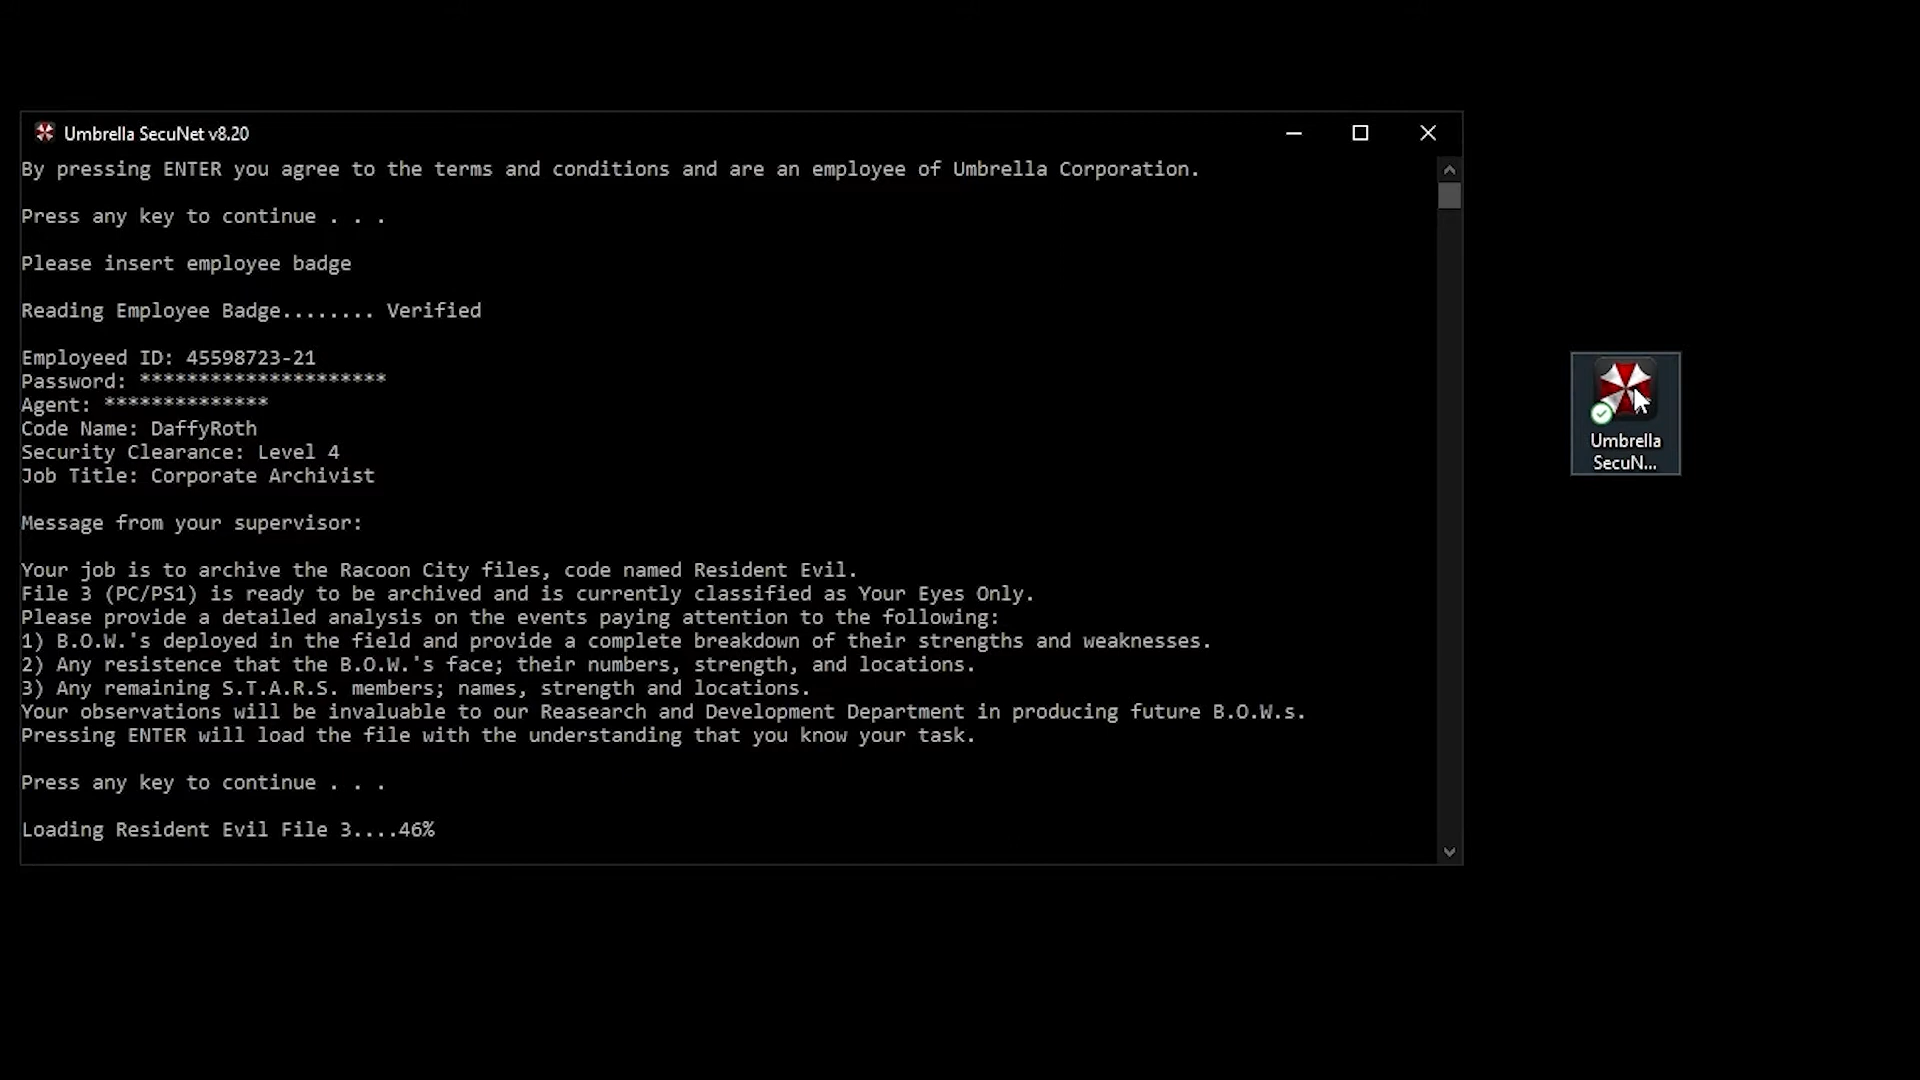 Umbrella SecuNet v8.20
By pressing ENTER you agree to the terms and conditions and are an employee of Umbrella Corporation.
Press any key to continue . . .
Please insert employee badge
Reading Employee Badge........ Verified
Employeed ID: 45598723-21
Password: *********************
Agent: **************
Code Name: DaffyRoth
Security Clearance: Level 4
Job Title: Corporate Archivist
Message from your supervisor:
Your job is to archive the Racoon City files, code named Resident Evil.
File 3 (PC/PS1) is ready to be archived and is currently classified as Your Eyes Only.
Please provide a detailed analysis on the events paying attention to the following:
1) B.O.W.'s deployed in the field and provide a complete breakdown of their strengths and weaknesses.
2) Any resistence that the B.O.W.'s face; their numbers, strength, and locations.
3) Any remaining S.T.A.R.S. members; names, strength and locations.
Your observations will be invaluable to our Reasearch and Development Department in producing future B.O.W.s.
Pressing ENTER will load the file with the understanding that you know your task.
Press any key to continue . . .
Loading Resident Evil File 3....46%
Umbrella
SecuN...